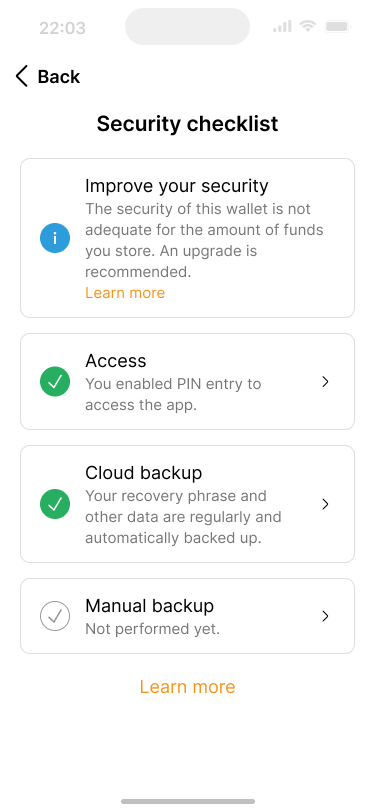 22:03
Back
Security checklist
Improve your security
The security of this wallet is not
adequate for the amount of funds
you store. An upgrade is
recommended.
Learn more
Access
You enabled PIN entry to
access the app.
Cloud backup
Your recovery phrase and
other data are regularly and
automatically backed up.
Manual backup
Not performed yet.
Learn more